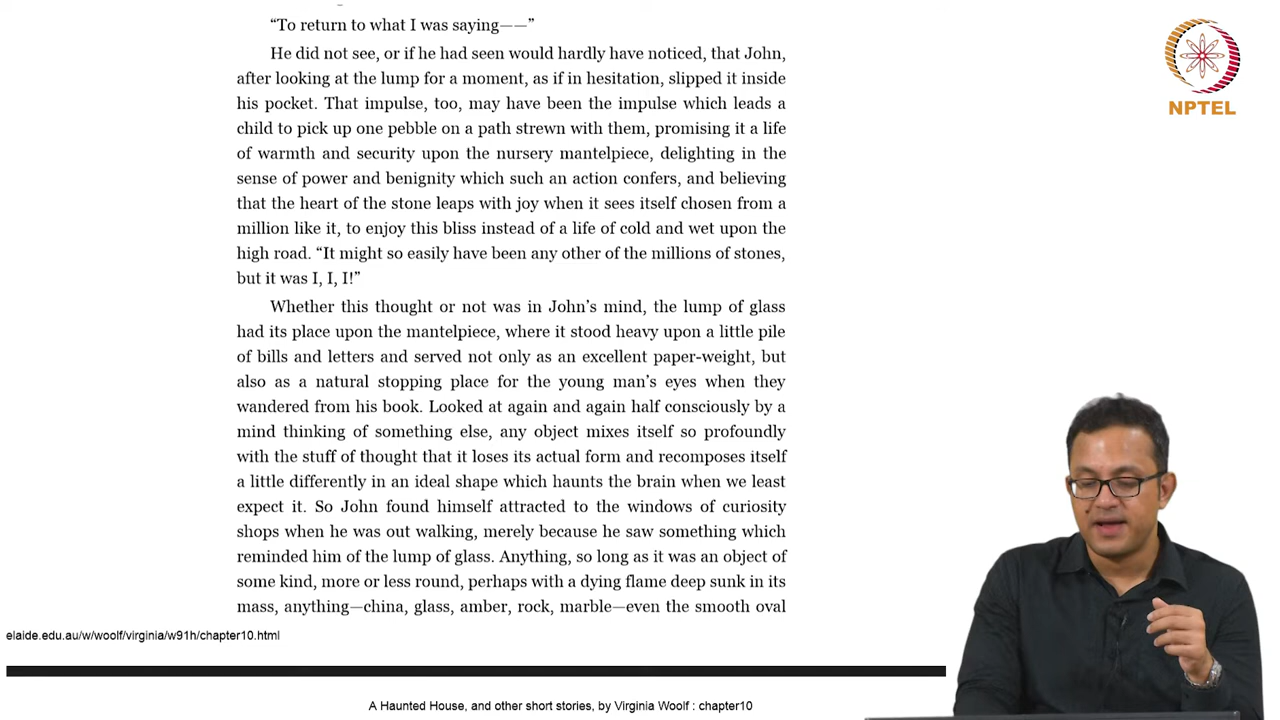 “To return to what I was saying——”
He did not see, or if he had seen would hardly have noticed, that John,
after looking at the lump for a moment, as if in hesitation, slipped it inside
his pocket. That impulse, too, may have been the impulse which leads a
child to pick up one pebble on a path strewn with them, promising it a life
of warmth and security upon the nursery mantelpiece, delighting in the
sense of power and benignity which such an action confers, and believing
that the heart of the stone leaps with joy when it sees itself chosen from a
million like it, to enjoy this bliss instead of a life of cold and wet upon the
high road. “It might so easily have been any other of the millions of stones,
but it was I, I, I!”
Whether this thought or not was in John’s mind, the lump of glass
had its place upon the mantelpiece, where it stood heavy upon a little pile
of bills and letters and served not only as an excellent paper-weight, but
also as a natural stopping place for the young man’s eyes when they
wandered from his book. Looked at again and again half consciously by a
mind thinking of something else, any object mixes itself so profoundly
with the stuff of thought that it loses its actual form and recomposes itself
a little differently in an ideal shape which haunts the brain when we least
expect it. So John found himself attracted to the windows of curiosity
shops when he was out walking, merely because he saw something which
reminded him of the lump of glass. Anything, so long as it was an object of
some kind, more or less round, perhaps with a dying flame deep sunk in its
mass, anything—china, glass, amber, rock, marble—even the smooth oval
elaide.edu.au/w/woolf/virginia/w91h/chapter10.html
A Haunted House, and other short stories, by Virginia Woolf : chapter10
NPTEL